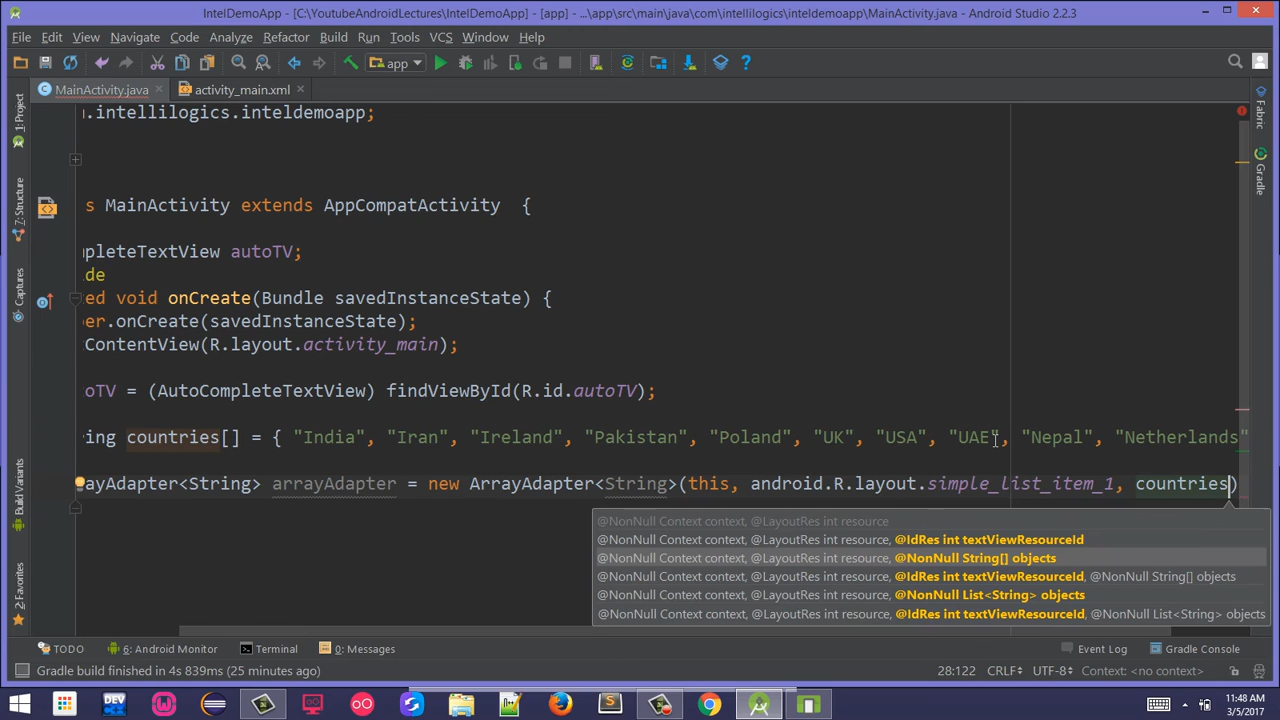 IntelDemoApp - [C:\YoutubeAndroidLectures\IntelDemoApp] - [app] - ...\app\src\main\java\com\intellilogics\inteldemoapp\MainActivity.java - Android Studio 2.2.3
File Edit View Navigate Code Analyze Refactor Build Run Tools VCS Window Help
app
MainActivity.java activity_main.xml
1: Project
7: Structure
Captures
Build Variants
2: Favorites
Fabric
Gradle
.intellilogics.inteldemoapp;
s MainActivity extends AppCompatActivity {
pleteTextView autoTV;
ide
ed void onCreate(Bundle savedInstanceState) {
er.onCreate(savedInstanceState);
ContentView(R.layout.activity_main);
oTV = (AutoCompleteTextView) findViewById(R.id.autoTV);
ing countries[] = { "India", "Iran", "Ireland", "Pakistan", "Poland", "UK", "USA", "UAE", "Nepal", "Netherlands"
ayAdapter<String> arrayAdapter = new ArrayAdapter<String>(this, android.R.layout.simple_list_item_1, countries)
@NonNull Context context, @LayoutRes int resource
@NonNull Context context, @LayoutRes int resource, @IdRes int textViewResourceId
@NonNull Context context, @LayoutRes int resource, @NonNull String[] objects
@NonNull Context context, @LayoutRes int resource, @IdRes int textViewResourceId, @NonNull String[] objects
@NonNull Context context, @LayoutRes int resource, @NonNull List<String> objects
@NonNull Context context, @LayoutRes int resource, @IdRes int textViewResourceId, @NonNull List<String> objects
TODO 6: Android Monitor Terminal 0: Messages Event Log Gradle Console
Gradle build finished in 4s 839ms (25 minutes ago) 28:122 CRLF UTF-8 Context: <no context>
11:48 AM
3/5/2017